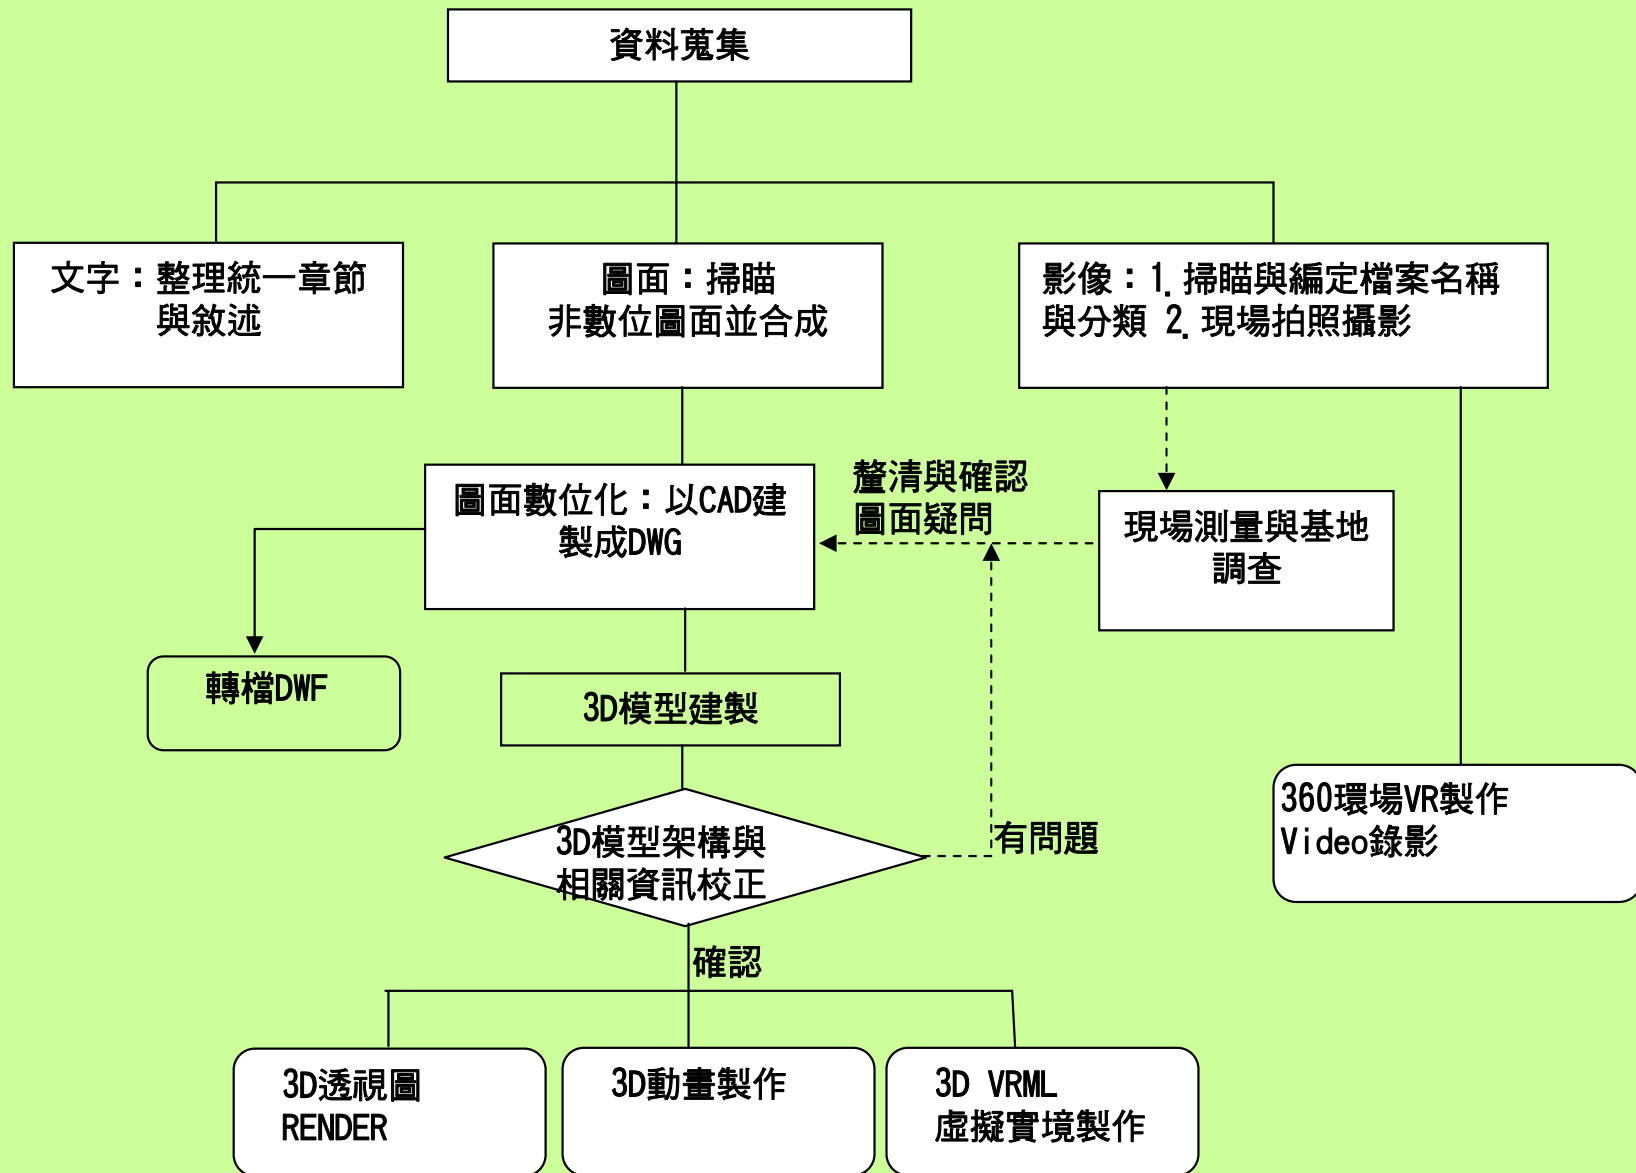 資料蒐集
文字：整理統一章節
與敘述
圖面：掃瞄
非數位圖面並合成
影像：1.掃瞄與編定檔案名稱
與分類 2.現場拍照攝影
圖面數位化：以CAD建
製成DWG
釐清與確認
圖面疑問
現場測量與基地
調查
轉檔DWF
3D模型建製
360環場VR製作
Video錄影
3D模型架構與
相關資訊校正
有問題
確認
3D透視圖
RENDER
3D動畫製作
3D VRML
虛擬實境製作